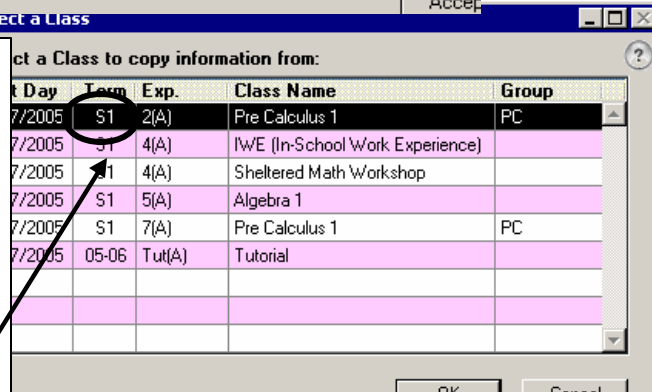 Accep
ect a Class
ct a Class to copy information from:
?
t Day Term Exp. Class Name Group
7/2005 S1 2(A) Pre Calculus 1 PC
7/2005 S1 4(A) IWE (In-School Work Experience)
7/2005 S1 4(A) Sheltered Math Workshop
7/2005 S1 5(A) Algebra 1
7/2005 S1 7(A) Pre Calculus 1 PC
7/2005 05-06 Tut(A) Tutorial
OK Cancel